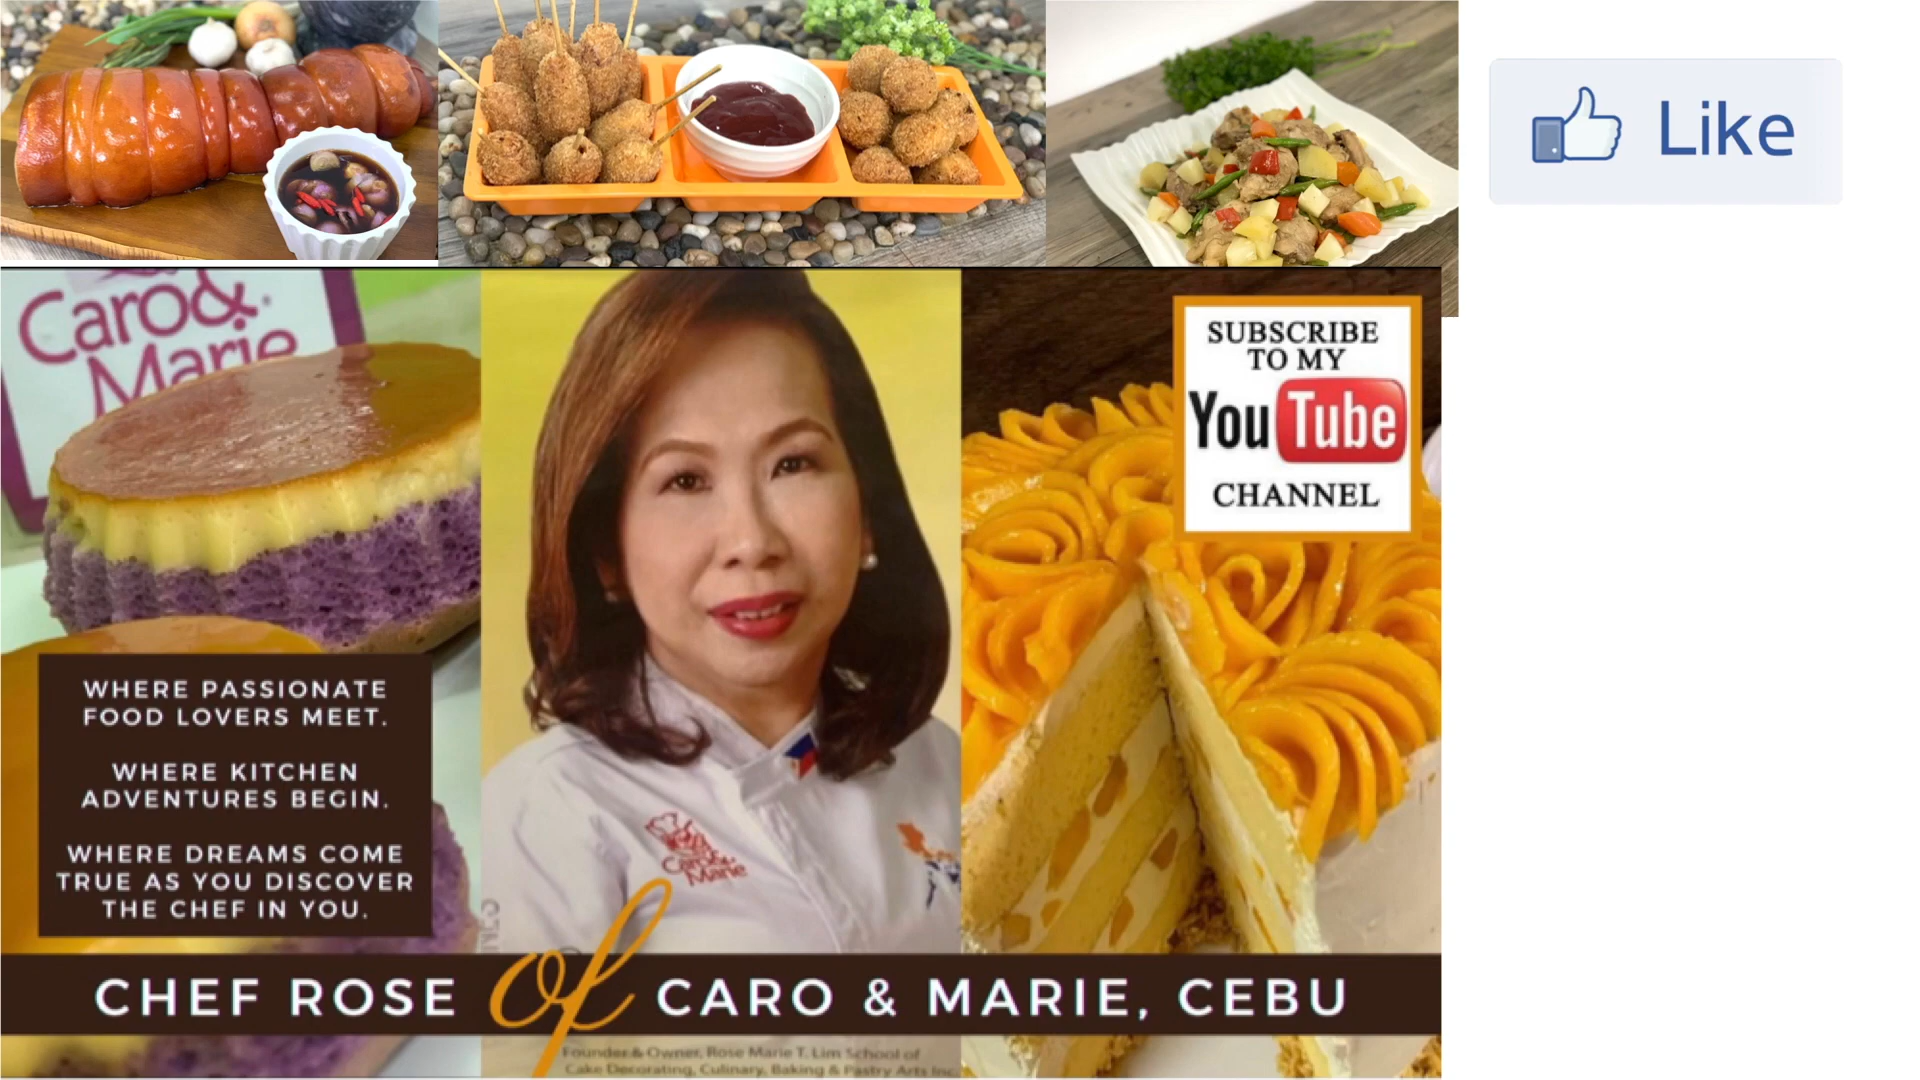 Like
Caro&
Marie
SUBSCRIBE
TO MY
YouTube
CHANNEL
WHERE PASSIONATE
FOOD LOVERS MEET.
WHERE KITCHEN
ADVENTURES BEGIN.
WHERE DREAMS COME
TRUE AS YOU DISCOVER
THE CHEF IN YOU.
Caro&
Marie
CHEF ROSE of CARO & MARIE, CEBU
Founder & Owner, Rose Marie T. Lim School of
Cake Decorating, Culinary, Baking & Pastry Arts Inc.